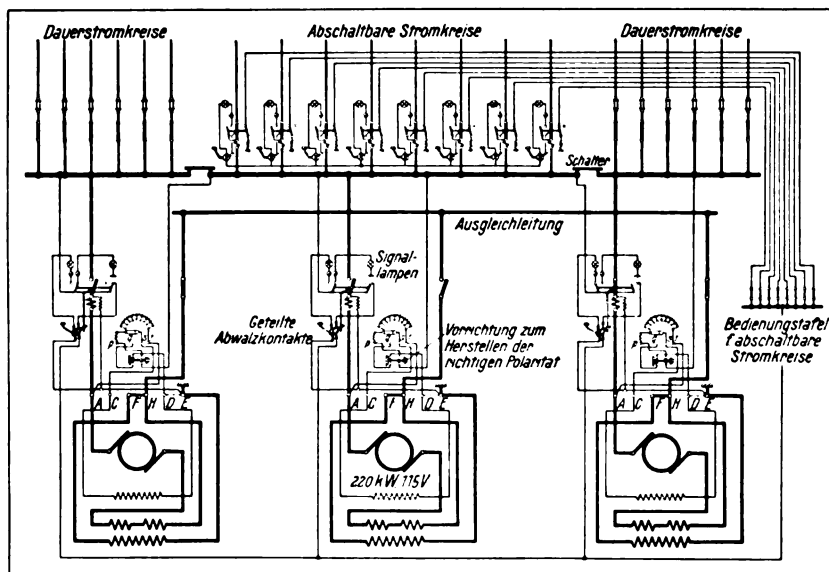 Dauerstromkreise
Abschaltbare Stromkreise
Dauerstromkreise
Schalter
Ausgleichleitung
Signal-
lampen
Geteilte
Abwälzkontakte
Vorrichtung zum
Herstellen der
richtigen Polarität
Bedienungstafel
f. abschaltbare
Stromkreise
P
P
P
A C F H D E
A C F H D E
A C F H D E
220 kW 115 V